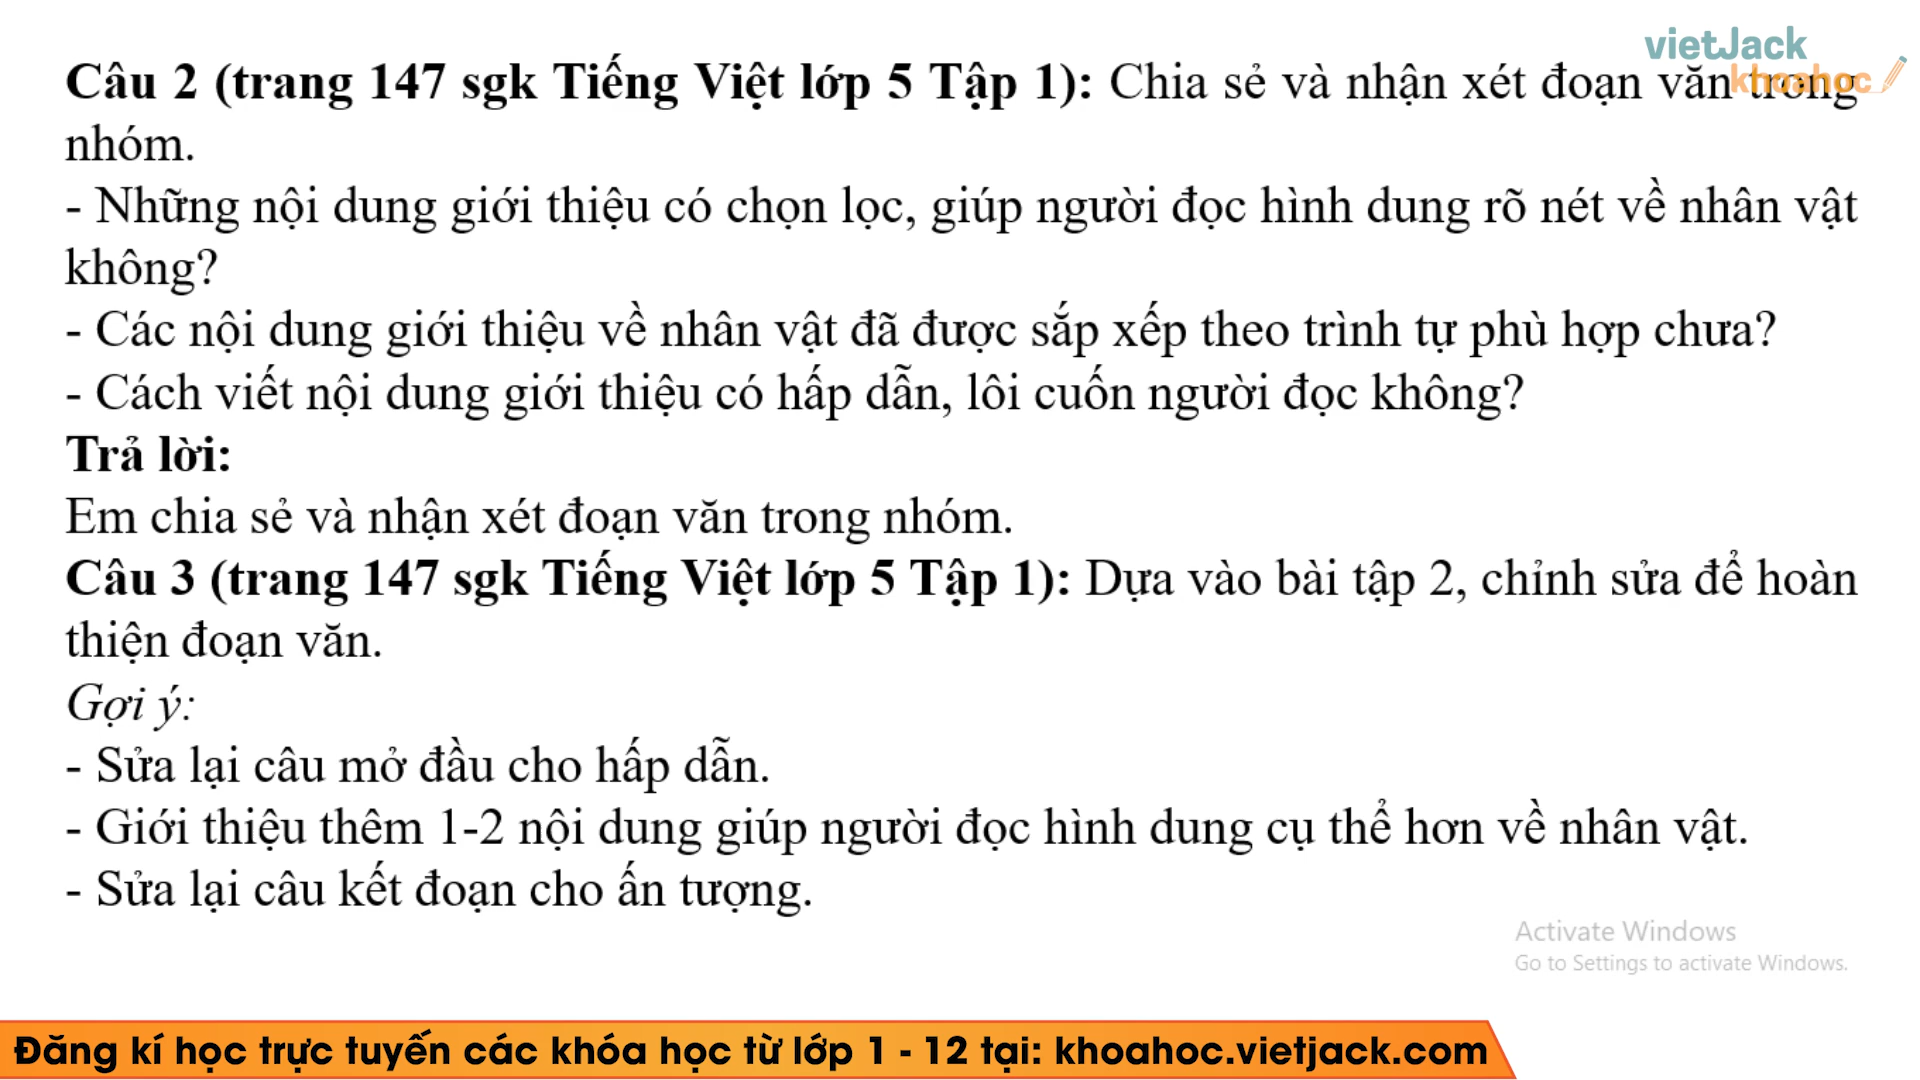 vietJack
khoahoc
Câu 2 (trang 147 sgk Tiếng Việt lớp 5 Tập 1): Chia sẻ và nhận xét đoạn văn trong
nhóm.
- Những nội dung giới thiệu có chọn lọc, giúp người đọc hình dung rõ nét về nhân vật
không?
- Các nội dung giới thiệu về nhân vật đã được sắp xếp theo trình tự phù hợp chưa?
- Cách viết nội dung giới thiệu có hấp dẫn, lôi cuốn người đọc không?
Trả lời:
Em chia sẻ và nhận xét đoạn văn trong nhóm.
Câu 3 (trang 147 sgk Tiếng Việt lớp 5 Tập 1): Dựa vào bài tập 2, chỉnh sửa để hoàn
thiện đoạn văn.
Gợi ý:
- Sửa lại câu mở đầu cho hấp dẫn.
- Giới thiệu thêm 1-2 nội dung giúp người đọc hình dung cụ thể hơn về nhân vật.
- Sửa lại câu kết đoạn cho ấn tượng.
Activate Windows
Go to Settings to activate Windows.
Đăng kí học trực tuyến các khóa học từ lớp 1 - 12 tại: khoahoc.vietjack.com